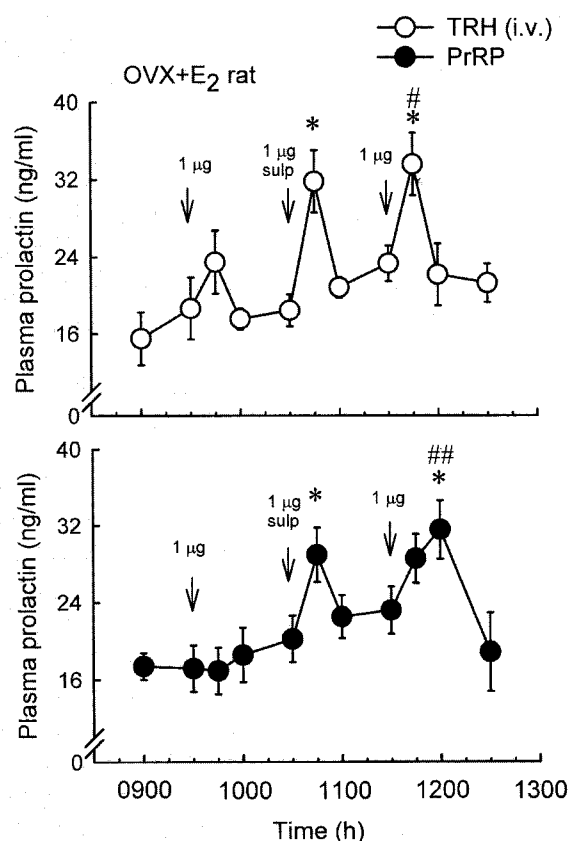 TRH (i.v.)
PrRP
OVX+E2 rat
Plasma prolactin (ng/ml)
40
32
24
16
0
1 µg
1 µg
sulp
*
1 µg
#
*
Plasma prolactin (ng/ml)
40
32
24
16
0
1 µg
1 µg
sulp
*
1 µg
##
*
0900 1000 1100 1200 1300
Time (h)